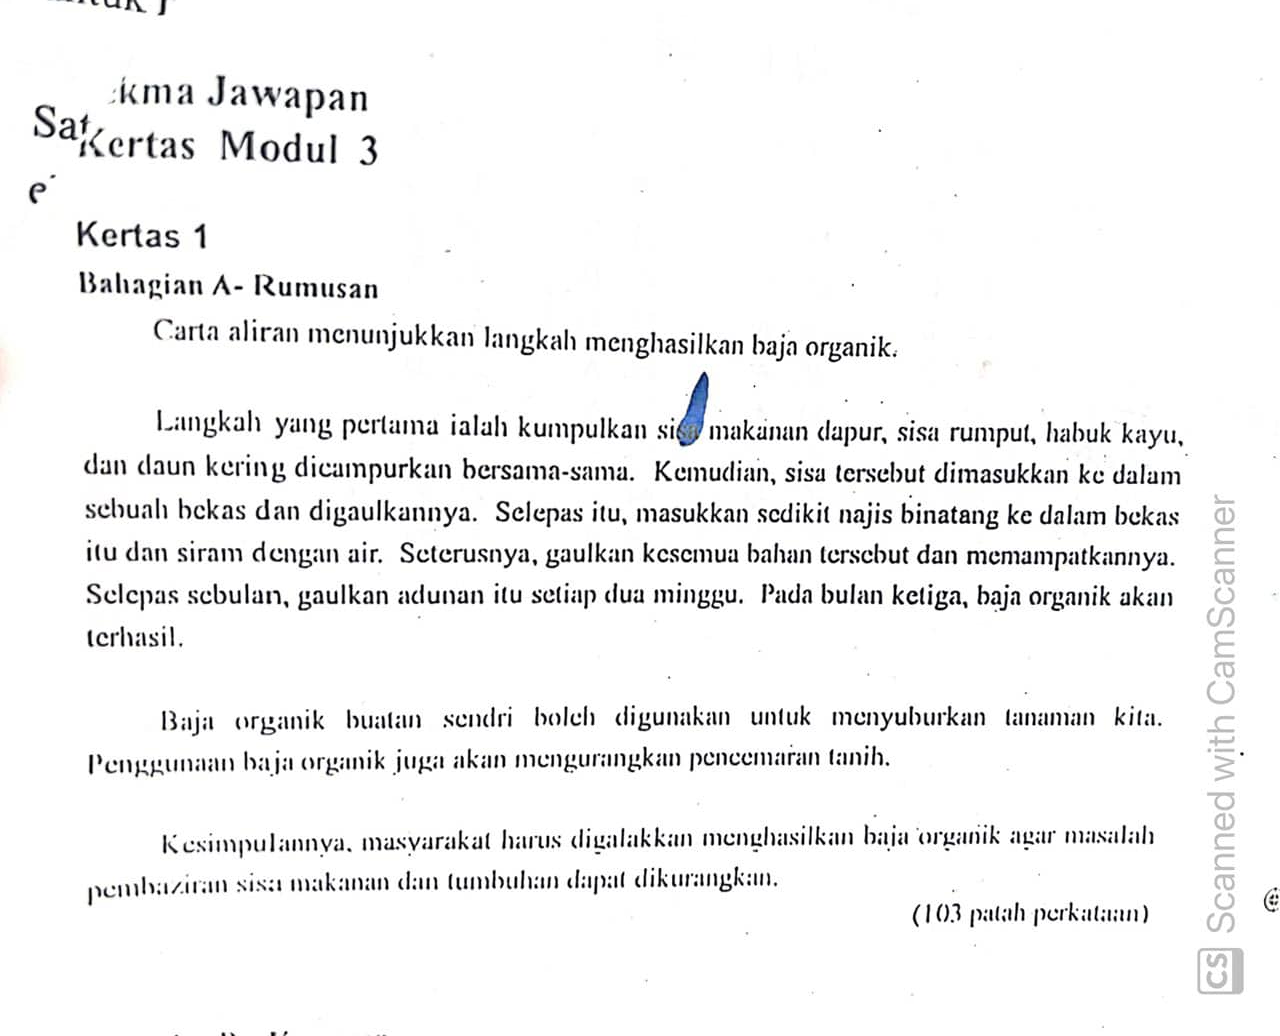 Jawapan
Kertas Modul 3
Kertas 1
Bahagian A- Rumusan
Carta aliran menunjukkan langkah menghasilkan baja organik.
Langkah yang pertama ialah kumpulkan sisa makanan dapur, sisa rumput, habuk kayu,
dan daun kering dicampurkan bersama-sama. Kemudian, sisa tersebut dimasukkan ke dalam
sebuah bekas dan digaulkannya. Selepas itu, masukkan sedikit najis binatang ke dalam bekas
itu dan siram dengan air. Seterusnya, gaulkan kesemua bahan tersebut dan memampatkannya.
Selepas sebulan, gaulkan adunan itu setiap dua minggu. Pada bulan ketiga, baja organik akan
terhasil.
Baja organik buatan sendri boleh digunakan untuk menyuburkan tanaman kita.
Penggunaan baja organik juga akan mengurangkan pencemaran tanih.
Kesimpulannya, masyarakat harus digalakkan menghasilkan baja organik agar masalah
pembaziran sisa makanan dan tumbuhan dapat dikurangkan.
(103 patah perkataan)
CS Scanned with CamScanner